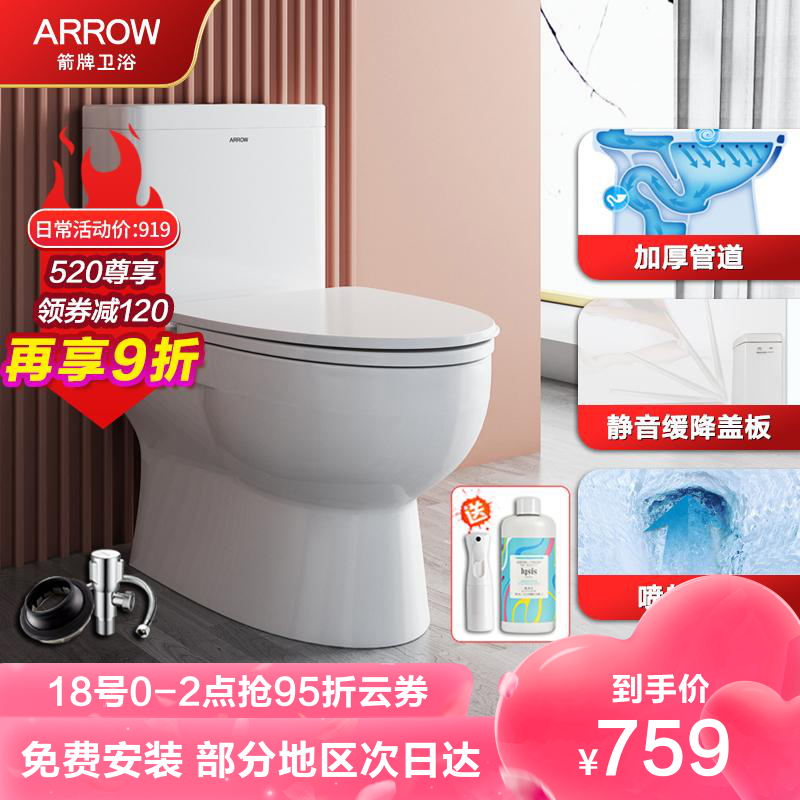 ARROW
箭牌卫浴
ARROW
日常活动价:919
520尊享
领券减120
再享9折
加厚管道
静音缓降盖板
送
hysis
18号0-2点抢95折云券
免费安装 部分地区次日达
到手价
¥759